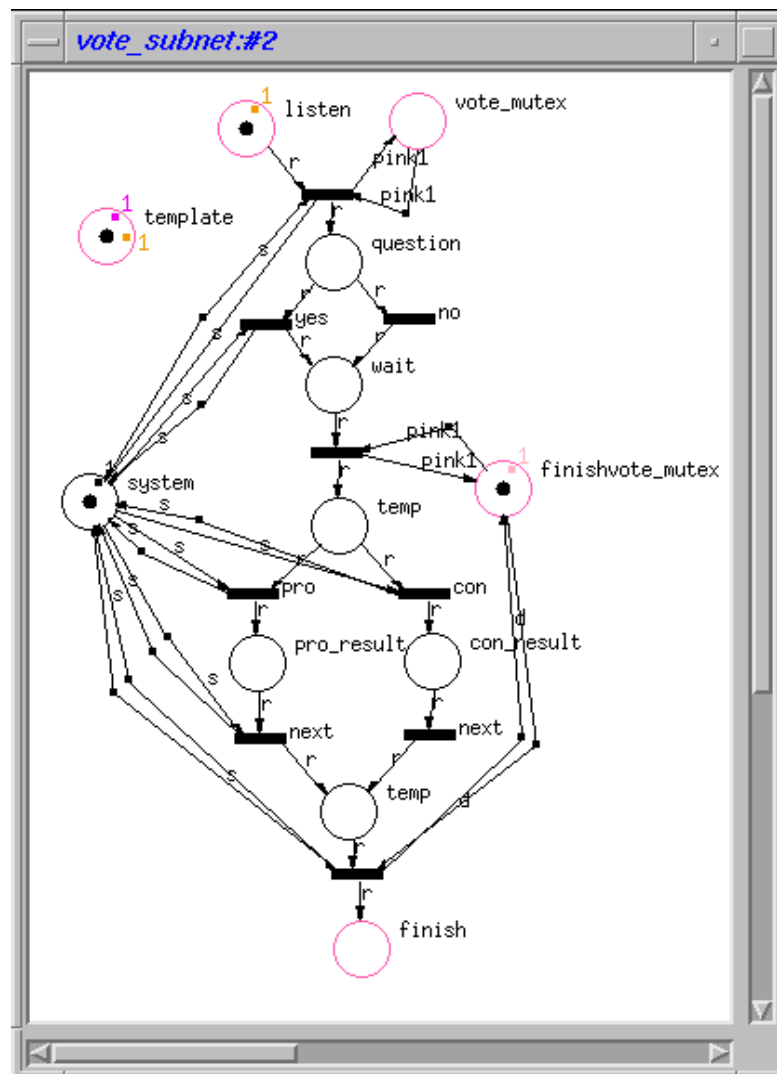 vote_subnet:#2
1
listen
vote_mutex
r
pink1
pink1
1
template
1
r
s
question
s
r
r
yes
no
r
r
s
wait
s
r
pink1
pink1
1
finishvote_mutex
1
system
r
temp
s
s
s
r
r
pro
con
s
s
r
r
d
pro_result
con_result
s
r
r
next
next
r
r
s
temp
d
r
r
finish